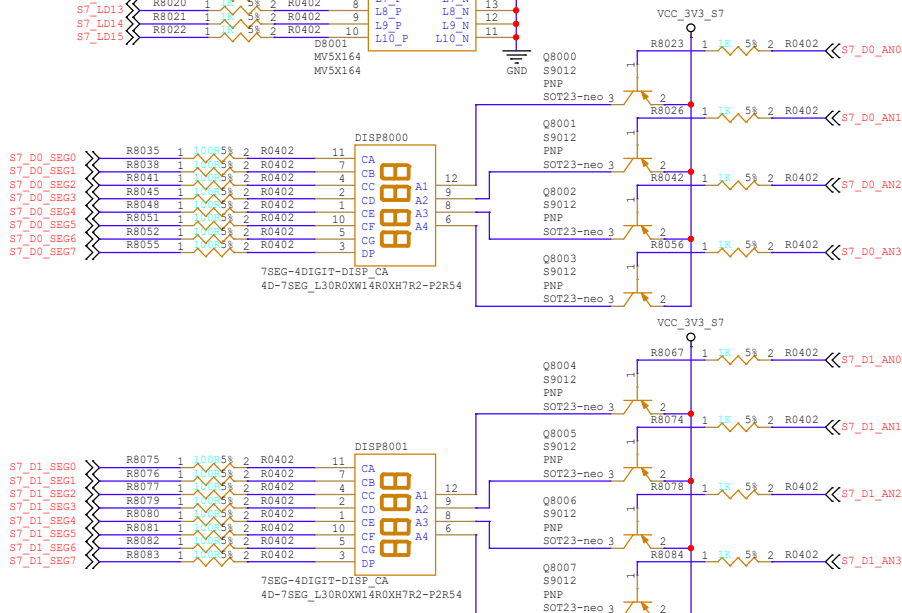 R8020 1 1K 5% 2 R0402 8 L8_P L8_N 13
S7_LD13
R8021 1 1K 5% 2 R0402 9 L9_P L9_N 12
S7_LD14
R8022 1 1K 5% 2 R0402 10 L10_P L10_N 11
S7_LD15
D8001
MV5X164
MV5X164
GND
VCC_3V3_S7
R8023 1 1K 5% 2 R0402 S7_D0_AN0
Q8000
S9012
PNP
SOT23-neo 3 1 2
R8026 1 1K 5% 2 R0402 S7_D0_AN1
Q8001
S9012
PNP
SOT23-neo 3 1 2
R8042 1 1K 5% 2 R0402 S7_D0_AN2
Q8002
S9012
PNP
SOT23-neo 3 1 2
R8056 1 1K 5% 2 R0402 S7_D0_AN3
Q8003
S9012
PNP
SOT23-neo 3 1 2
DISP8000
S7_D0_SEG0 R8035 1 100R 5% 2 R0402 11 CA
S7_D0_SEG1 R8038 1 100R 5% 2 R0402 7 CB
S7_D0_SEG2 R8041 1 100R 5% 2 R0402 4 CC A1 12
S7_D0_SEG3 R8045 1 100R 5% 2 R0402 2 CD A2 9
S7_D0_SEG4 R8048 1 100R 5% 2 R0402 1 CE A3 8
S7_D0_SEG5 R8051 1 100R 5% 2 R0402 10 CF A4 6
S7_D0_SEG6 R8052 1 100R 5% 2 R0402 5 CG
S7_D0_SEG7 R8055 1 100R 5% 2 R0402 3 DP
7SEG-4DIGIT-DISP_CA
4D-7SEG_L30R0XW14R0XH7R2-P2R54
VCC_3V3_S7
R8067 1 1K 5% 2 R0402 S7_D1_AN0
Q8004
S9012
PNP
SOT23-neo 3 1 2
R8074 1 1K 5% 2 R0402 S7_D1_AN1
Q8005
S9012
PNP
SOT23-neo 3 1 2
R8078 1 1K 5% 2 R0402 S7_D1_AN2
Q8006
S9012
PNP
SOT23-neo 3 1 2
R8084 1 1K 5% 2 R0402 S7_D1_AN3
Q8007
S9012
PNP
SOT23-neo 3 1 2
DISP8001
S7_D1_SEG0 R8075 1 100R 5% 2 R0402 11 CA
S7_D1_SEG1 R8076 1 100R 5% 2 R0402 7 CB
S7_D1_SEG2 R8077 1 100R 5% 2 R0402 4 CC A1 12
S7_D1_SEG3 R8079 1 100R 5% 2 R0402 2 CD A2 9
S7_D1_SEG4 R8080 1 100R 5% 2 R0402 1 CE A3 8
S7_D1_SEG5 R8081 1 100R 5% 2 R0402 10 CF A4 6
S7_D1_SEG6 R8082 1 100R 5% 2 R0402 5 CG
S7_D1_SEG7 R8083 1 100R 5% 2 R0402 3 DP
7SEG-4DIGIT-DISP_CA
4D-7SEG_L30R0XW14R0XH7R2-P2R54